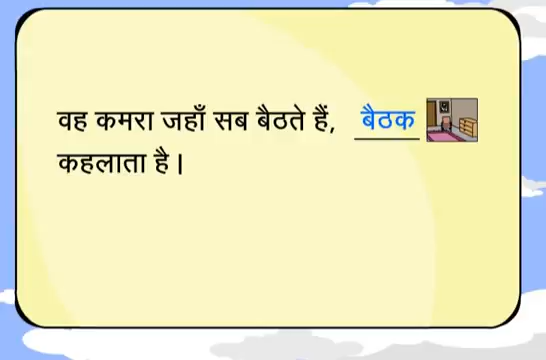 वह कमरा जहाँ सब बैठते हैं, बैठक
कहलाता है।